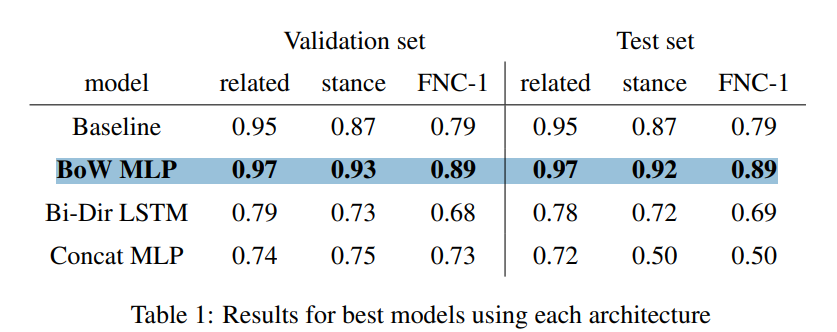 Validation set Test set
model related stance FNC-1 related stance FNC-1
Baseline 0.95 0.87 0.79 0.95 0.87 0.79
BoW MLP 0.97 0.93 0.89 0.97 0.92 0.89
Bi-Dir LSTM 0.79 0.73 0.68 0.78 0.72 0.69
Concat MLP 0.74 0.75 0.73 0.72 0.50 0.50
Table 1: Results for best models using each architecture